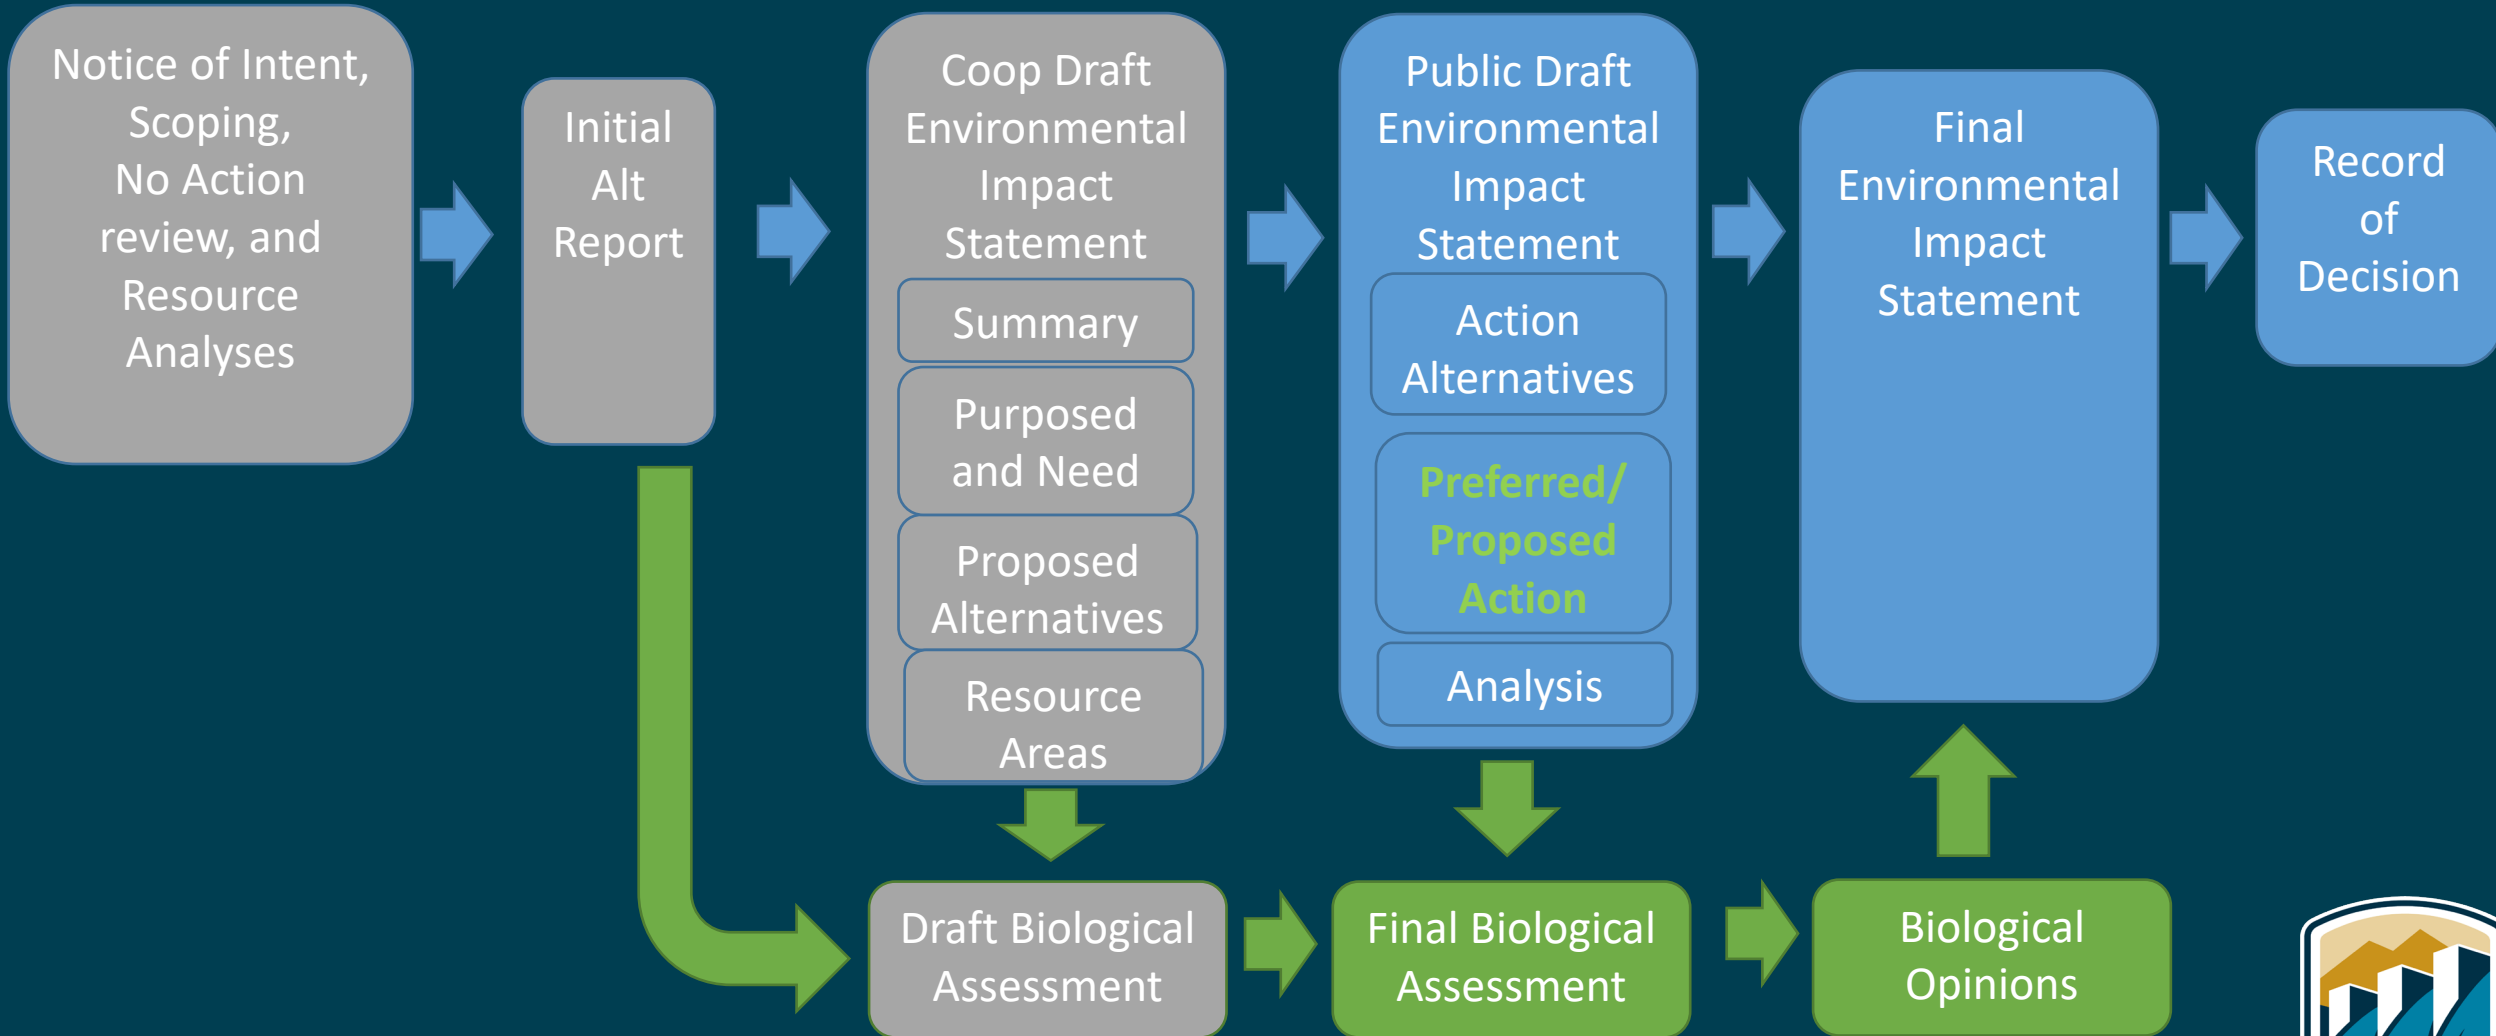 Notice of Intent,
Scoping,
No Action
review, and
Resource
Analyses
Initial
Alt
Report
Coop Draft
Environmental
Impact
Statement
Summary
Purposed
and Need
Proposed
Alternatives
Resource
Areas
Public Draft
Environmental
Impact
Statement
Action
Alternatives
Preferred/
Proposed
Action
Analysis
Final
Environmental
Impact
Statement
Record
of
Decision
Draft Biological
Assessment
Final Biological
Assessment
Biological
Opinions